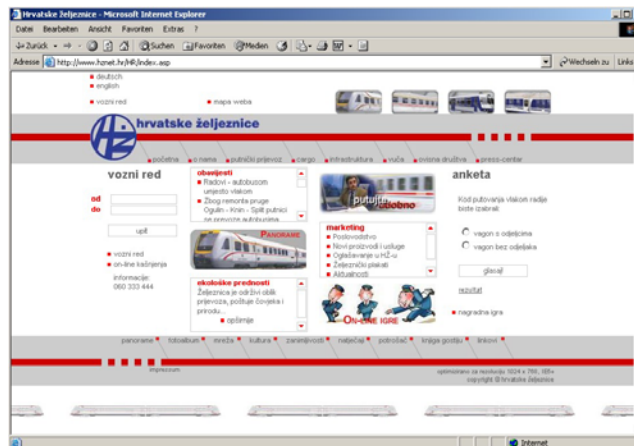 Hrvatske željeznice - Microsoft Internet Explorer
Datei Bearbeiten Ansicht Favoriten Extras ?
Zurück Suchen Favoriten Medien
Adresse http://www.hznet.hr/HR/index.asp Wechseln zu Links
deutsch
english
vozni red mapa weba
hrvatske željeznice
HŽ
početna o nama putnički prijevoz cargo infrastruktura vuča ovisna društva press-centar
vozni red
od
do
upit
vozni red
on-line kašnjenja
informacije:
060 333 444
obavijesti
Radovi - autobusom
umjesto vlakom
Zbog remonta pruge
Ogulin - Knin - Split putnici
se prevoze autobusima
PANORAME
ekološke prednosti
Željeznica je održivi oblik
prijevoza, poštuje čovjeka i
prirodu...
opširnije
putujte
udobno
marketing
Poslovodstvo
Novi proizvodi i usluge
Oglašavanje u HŽ-u
Željeznički plakati
Aktualnosti
ON-LINE IGRE
anketa
Kod putovanja vlakom radije
biste izabrali:
vagon s odjeljcima
vagon bez odjeljaka
glasaj!
rezultat
nagradna igra
panorame fotoalbum mreža kultura zanimljivosti natječaji potrošač knjiga gostiju linkovi
impressum
optimizirano za rezoluciju 1024 x 768, IE5+
copyright © hrvatske željeznice
Internet